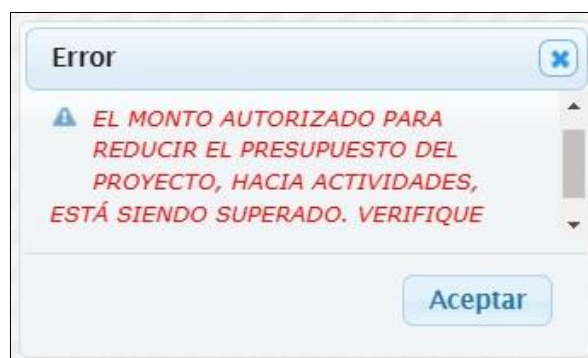 Error
EL MONTO AUTORIZADO PARA
REDUCIR EL PRESUPUESTO DEL
PROYECTO, HACIA ACTIVIDADES,
ESTÁ SIENDO SUPERADO. VERIFIQUE
Aceptar